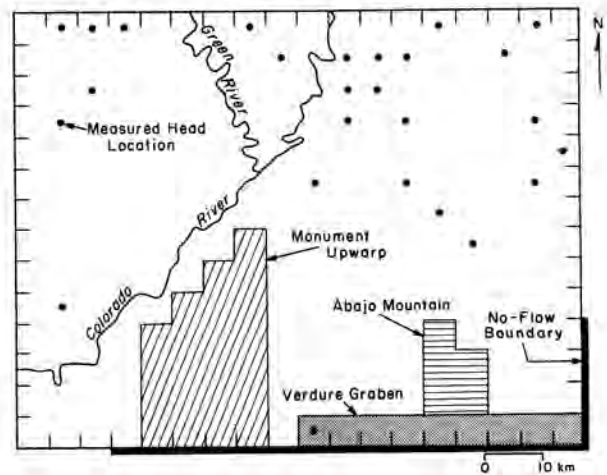 N
Green
River
Measured Head
Location
River
Colorado
Monument
Upwarp
Abajo Mountain
No-Flow
Boundary
Verdure Graben
0 10 km